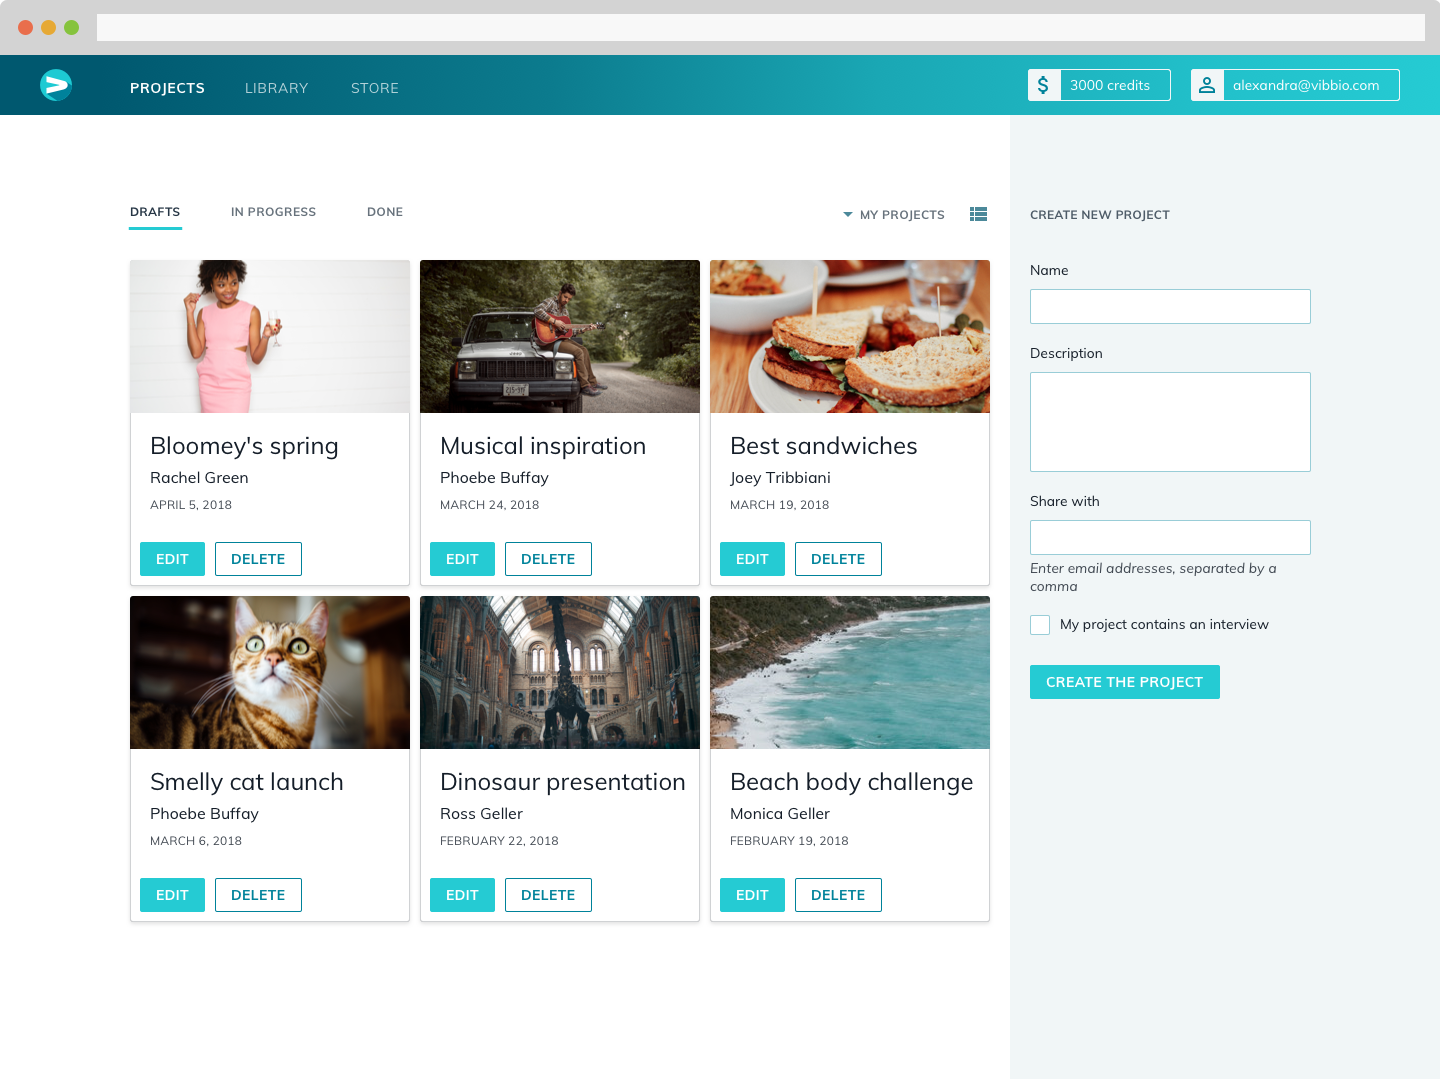 PROJECTS LIBRARY STORE
$ 3000 credits
alexandra@vibbio.com
DRAFTS IN PROGRESS DONE
MY PROJECTS
Bloomey's spring
Rachel Green
APRIL 5, 2018
EDIT DELETE
Musical inspiration
Phoebe Buffay
MARCH 24, 2018
EDIT DELETE
Best sandwiches
Joey Tribbiani
MARCH 19, 2018
EDIT DELETE
Smelly cat launch
Phoebe Buffay
MARCH 6, 2018
EDIT DELETE
Dinosaur presentation
Ross Geller
FEBRUARY 22, 2018
EDIT DELETE
Beach body challenge
Monica Geller
FEBRUARY 19, 2018
EDIT DELETE
CREATE NEW PROJECT
Name
Description
Share with
Enter email addresses, separated by a
comma
My project contains an interview
CREATE THE PROJECT